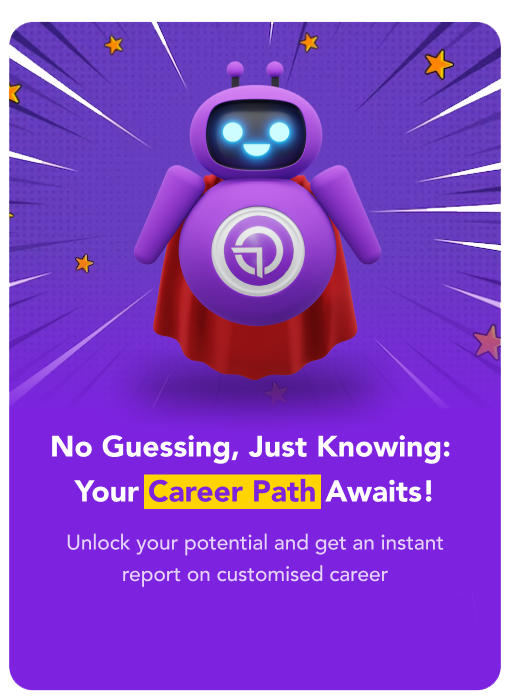 No Guessing, Just Knowing:
Your Career Path Awaits!
Unlock your potential and get an instant
report on customised career